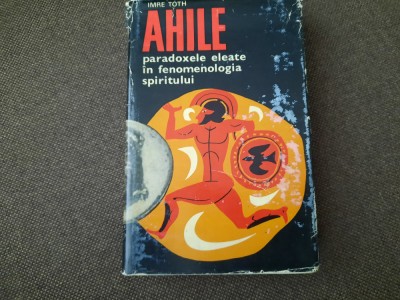 IMRE TOTH
AHILE
paradoxele eleate
în fenomenologia
spiritului